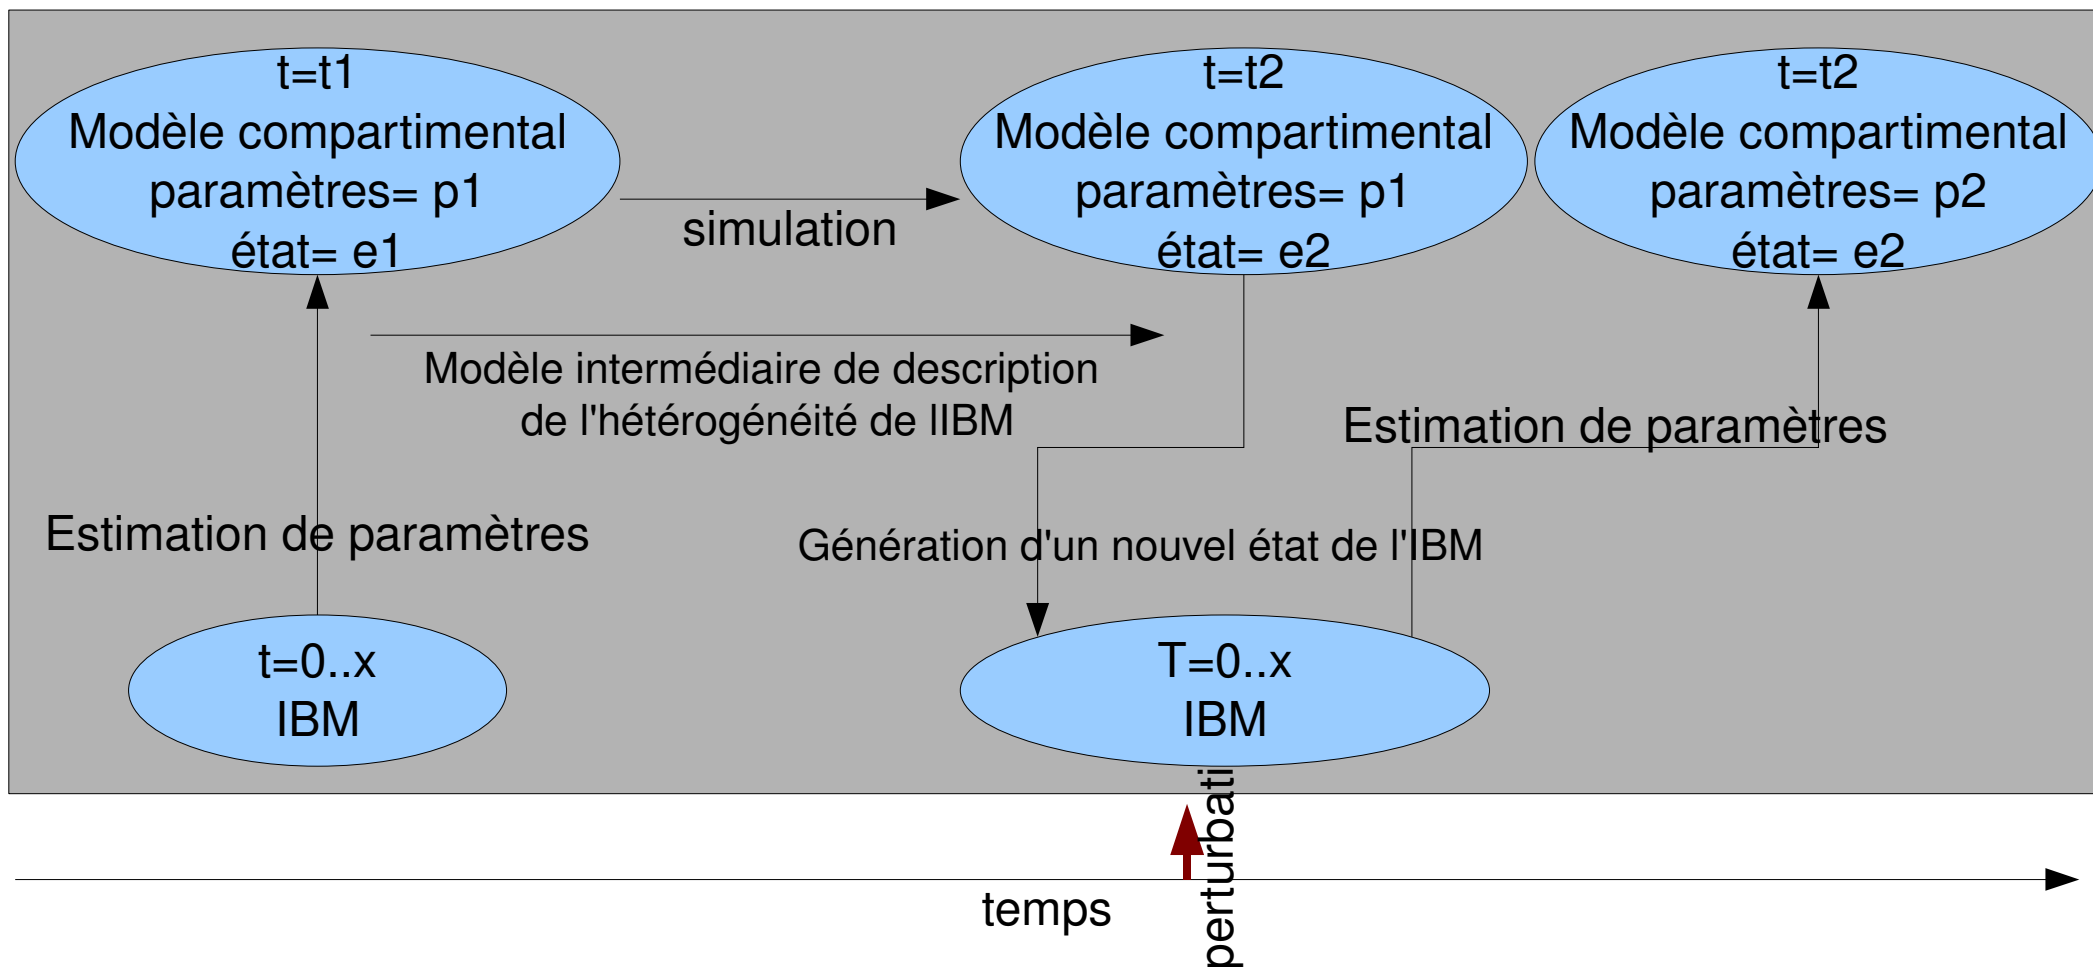 t=t1
Modèle compartimental
paramètres= p1
état= e1
t=t2
Modèle compartimental
paramètres= p1
état= e2
t=t2
Modèle compartimental
paramètres= p2
état= e2
simulation
Modèle intermédiaire de description
de l'hétérogénéité de lIBM
Estimation de paramètres
Estimation de paramètres
Génération d'un nouvel état de l'IBM
t=0..x
IBM
T=0..x
IBM
perturbati
temps